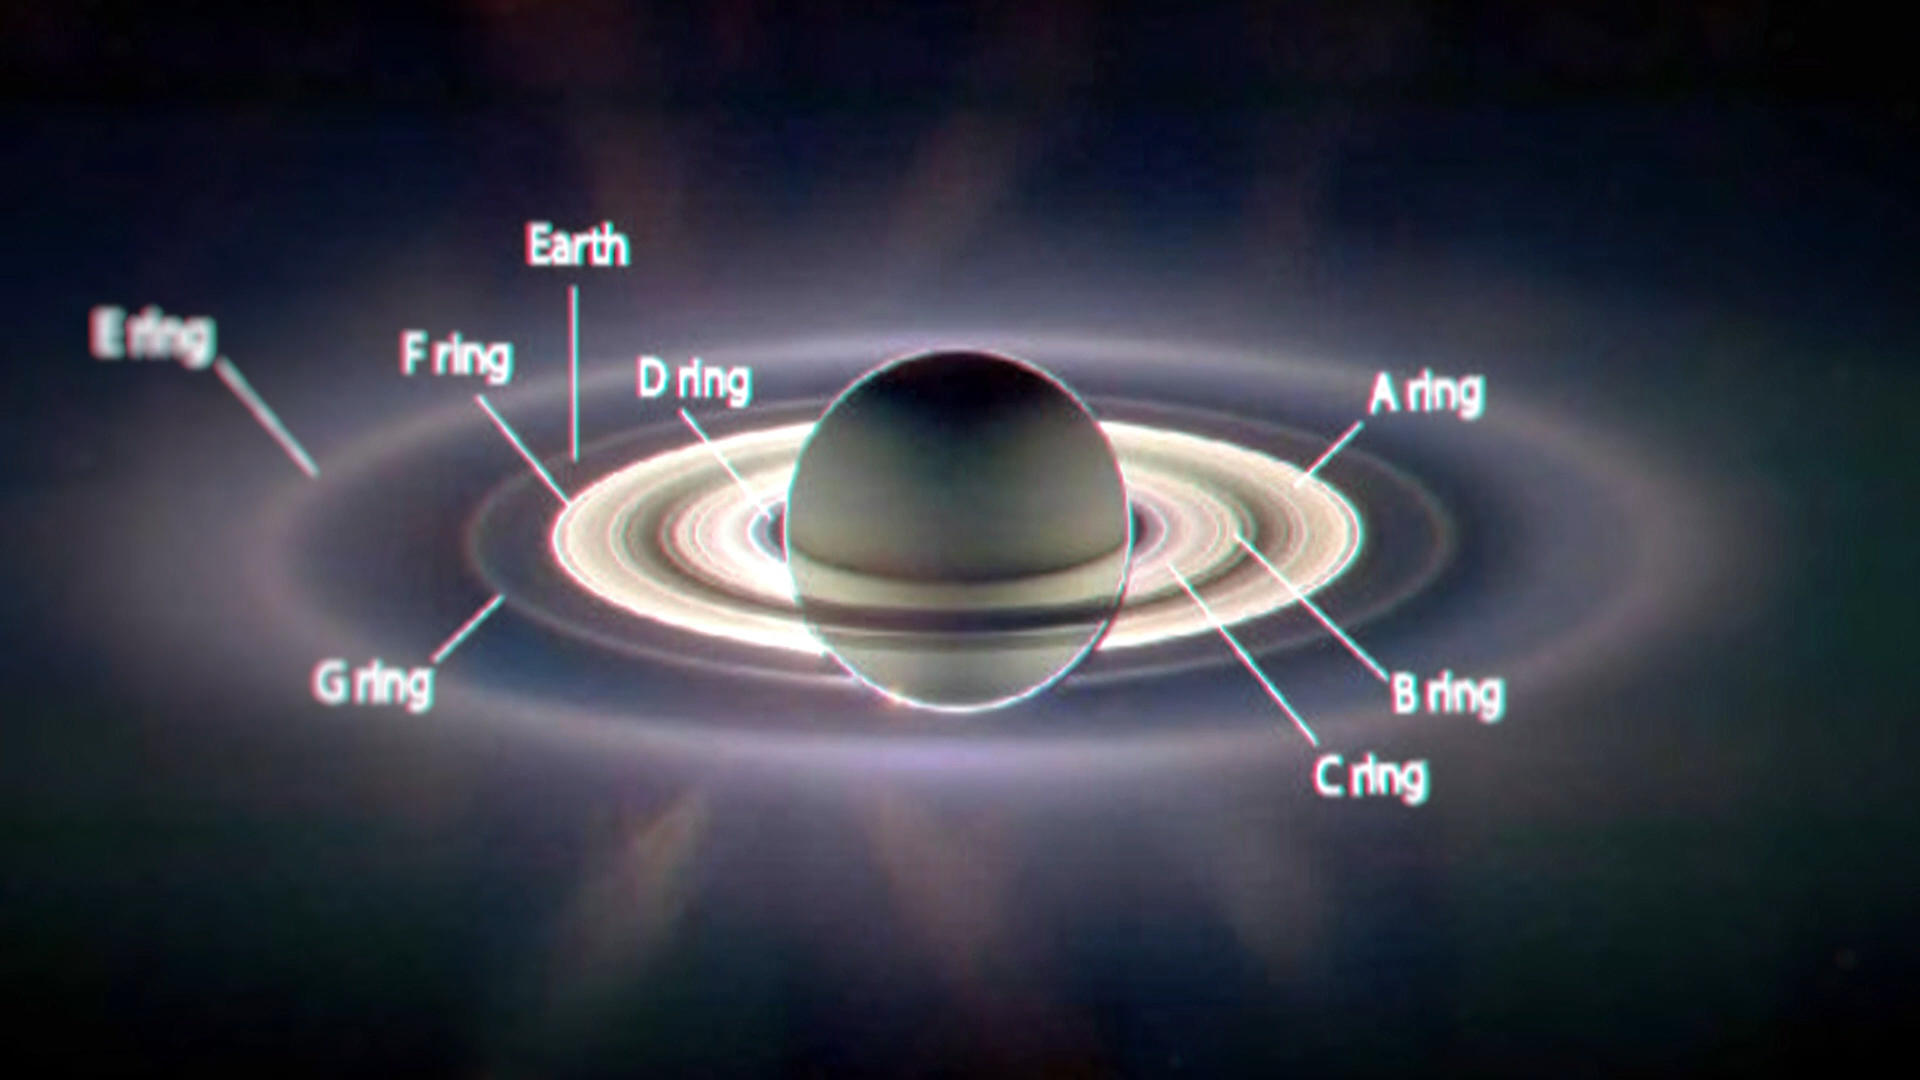 Earth
E ring
F ring
D ring
A ring
G ring
B ring
C ring